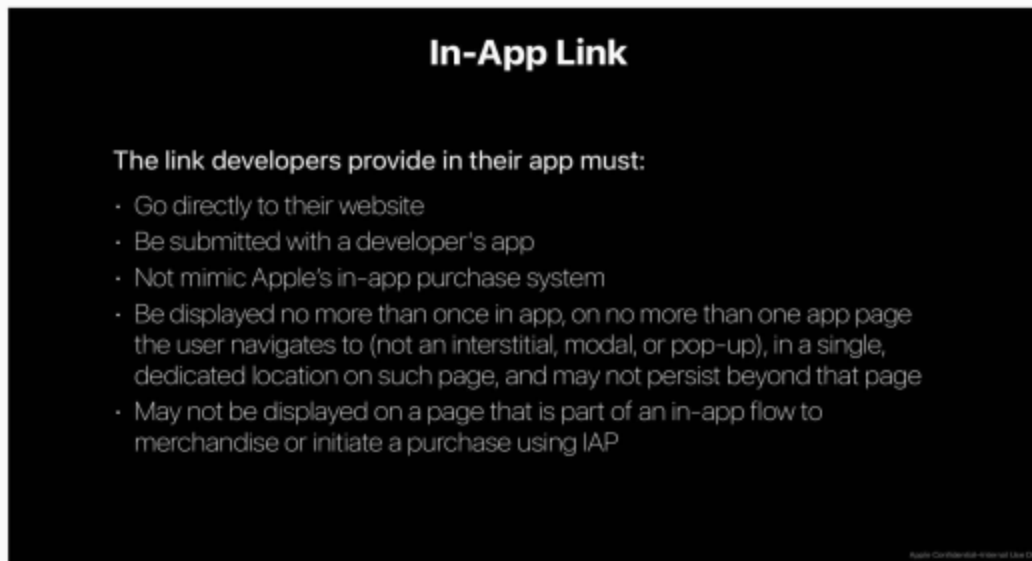 In-App Link
The link developers provide in their app must:
· Go directly to their website
· Be submitted with a developer's app
· Not mimic Apple's in-app purchase system
· Be displayed no more than once in app, on no more than one app page
the user navigates to (not an interstitial, modal, or pop-up), in a single,
dedicated location on such page, and may not persist beyond that page
· May not be displayed on a page that is part of an in-app flow to
merchandise or initiate a purchase using IAP
Apple Confidential–Internal Use